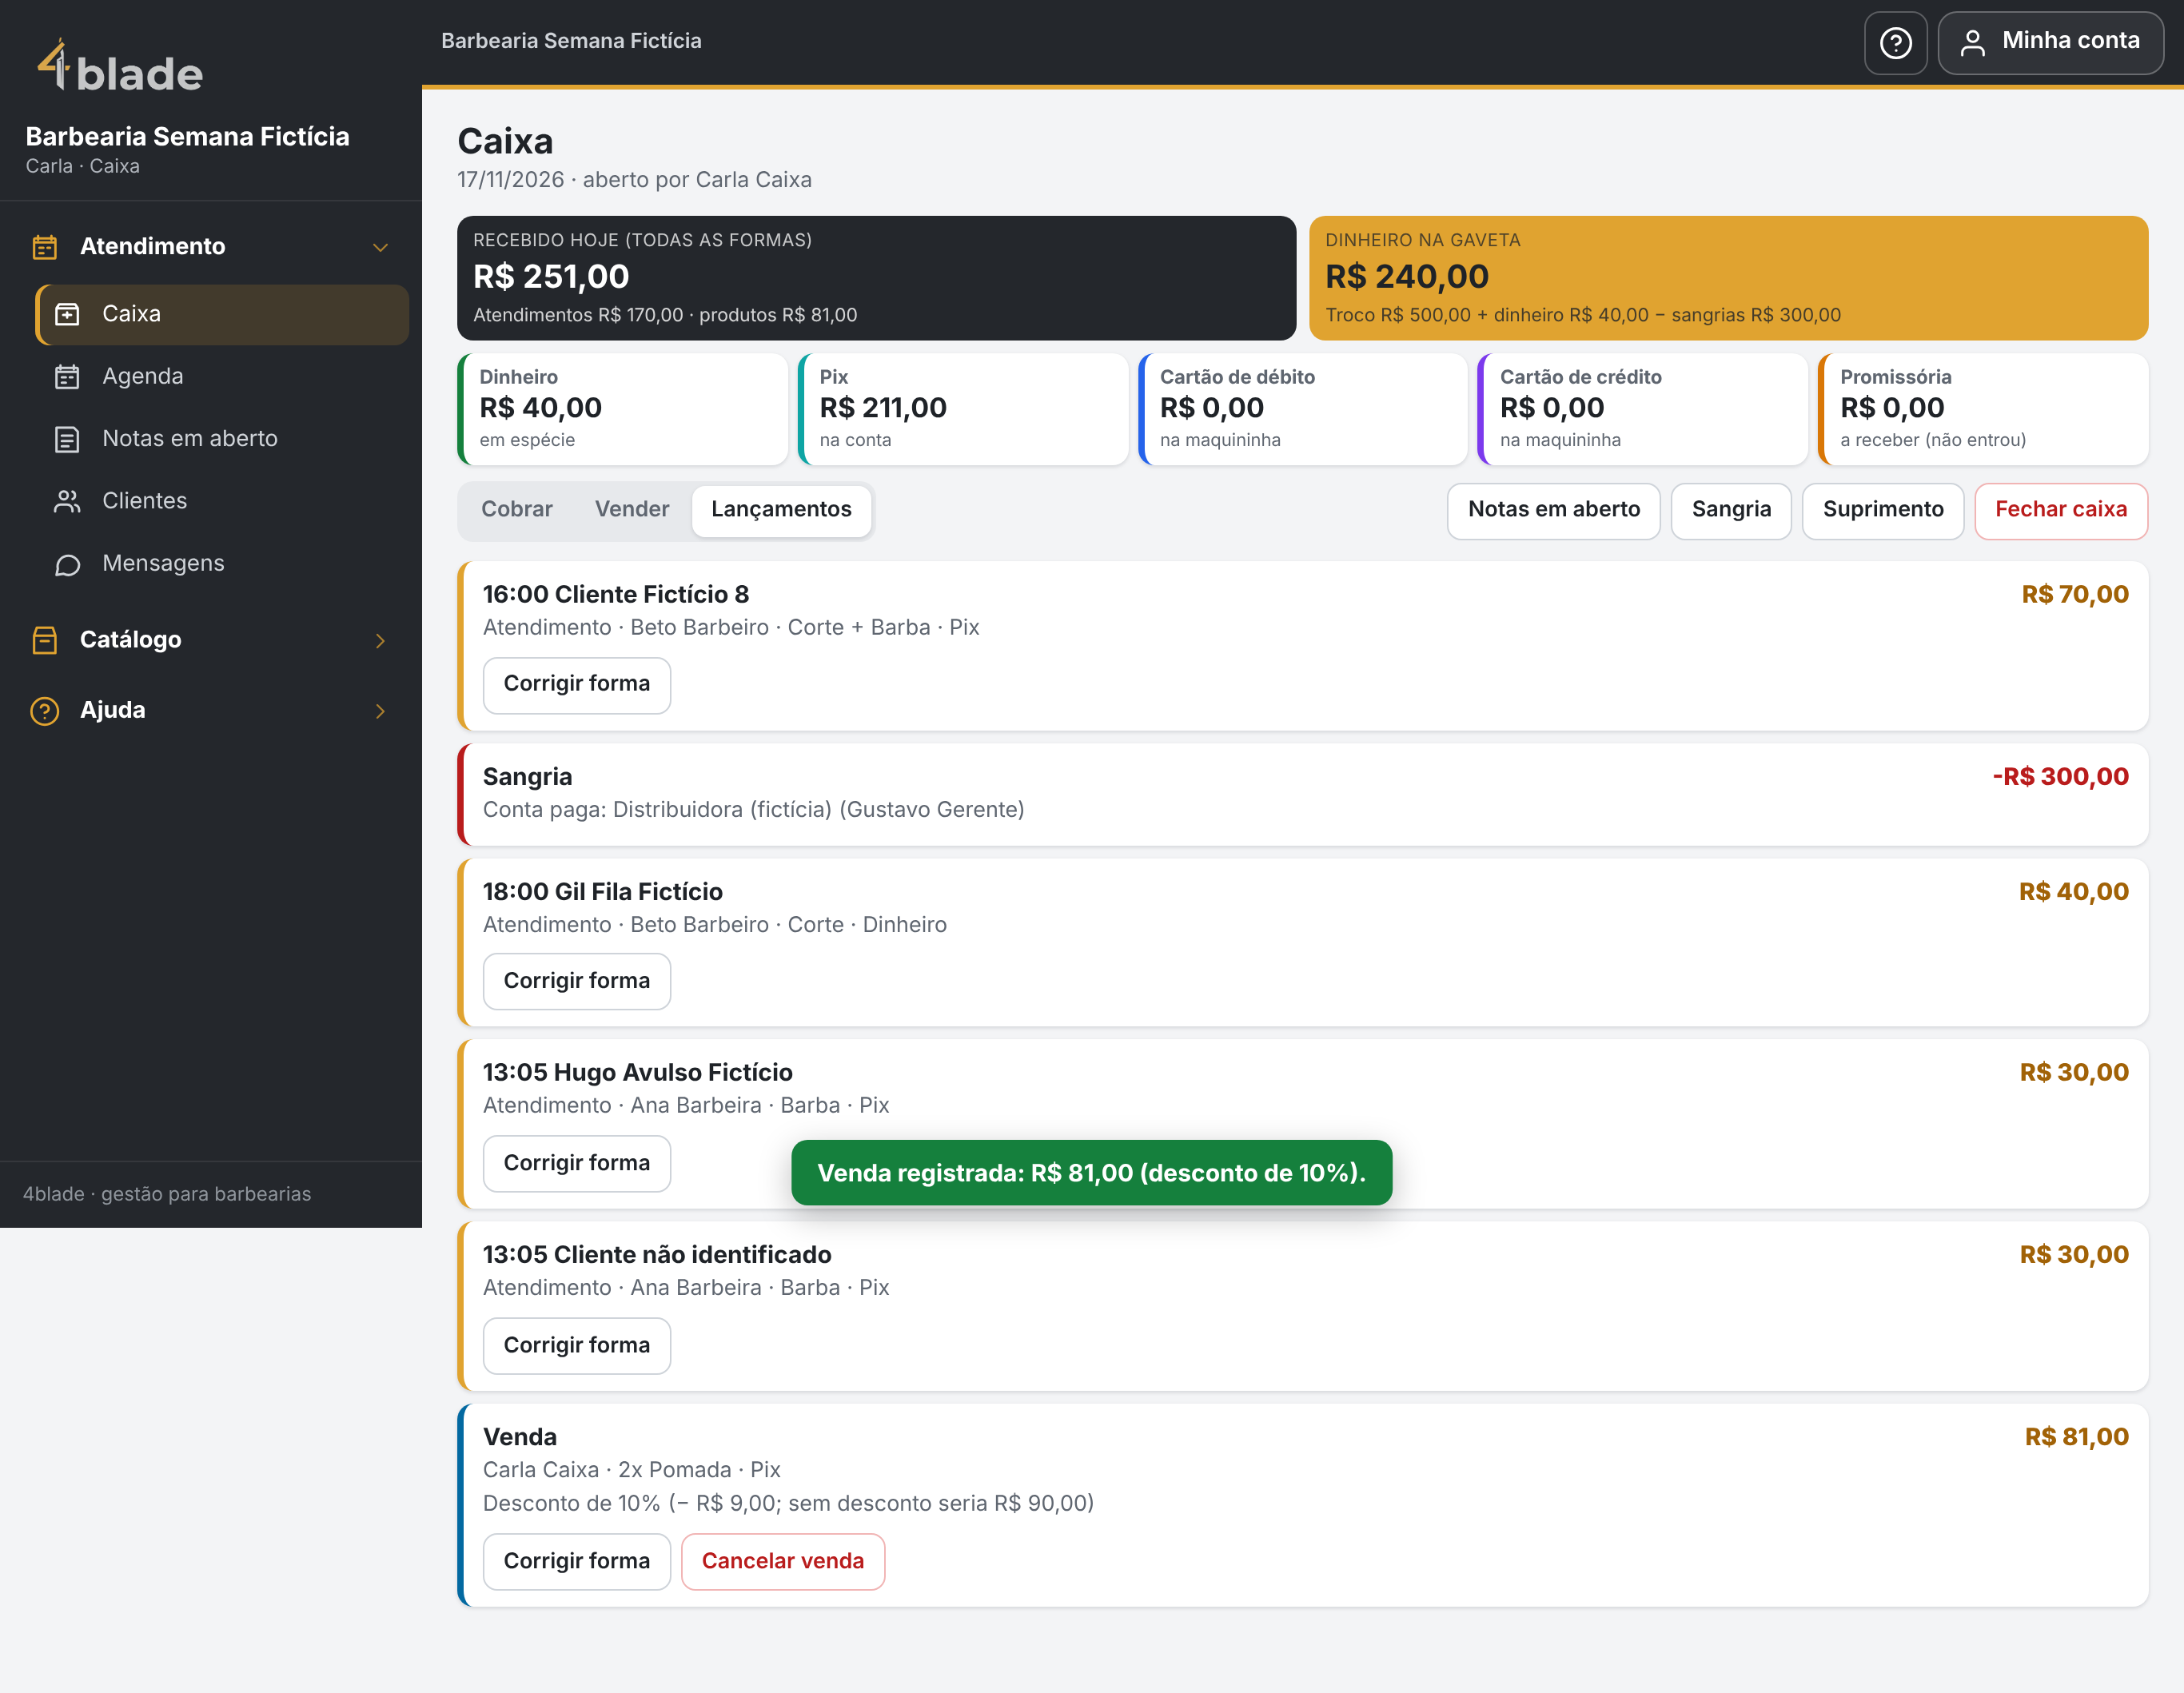 4blade
Barbearia Semana Fictícia
Carla · Caixa
Atendimento
Caixa
Agenda
Notas em aberto
Clientes
Mensagens
Catálogo
Ajuda
4blade · gestão para barbearias
Barbearia Semana Fictícia
Minha conta
Caixa
17/11/2026 · aberto por Carla Caixa
RECEBIDO HOJE (TODAS AS FORMAS)
R$ 251,00
Atendimentos R$ 170,00 · produtos R$ 81,00
DINHEIRO NA GAVETA
R$ 240,00
Troco R$ 500,00 + dinheiro R$ 40,00 − sangrias R$ 300,00
Dinheiro
R$ 40,00
em espécie
Pix
R$ 211,00
na conta
Cartão de débito
R$ 0,00
na maquininha
Cartão de crédito
R$ 0,00
na maquininha
Promissória
R$ 0,00
a receber (não entrou)
Cobrar Vender Lançamentos
Notas em aberto Sangria Suprimento Fechar caixa
16:00 Cliente Fictício 8 R$ 70,00
Atendimento · Beto Barbeiro · Corte + Barba · Pix
Corrigir forma
Sangria -R$ 300,00
Conta paga: Distribuidora (fictícia) (Gustavo Gerente)
18:00 Gil Fila Fictício R$ 40,00
Atendimento · Beto Barbeiro · Corte · Dinheiro
Corrigir forma
13:05 Hugo Avulso Fictício R$ 30,00
Atendimento · Ana Barbeira · Barba · Pix
Corrigir forma
Venda registrada: R$ 81,00 (desconto de 10%).
13:05 Cliente não identificado R$ 30,00
Atendimento · Ana Barbeira · Barba · Pix
Corrigir forma
Venda R$ 81,00
Carla Caixa · 2x Pomada · Pix
Desconto de 10% (− R$ 9,00; sem desconto seria R$ 90,00)
Corrigir forma Cancelar venda